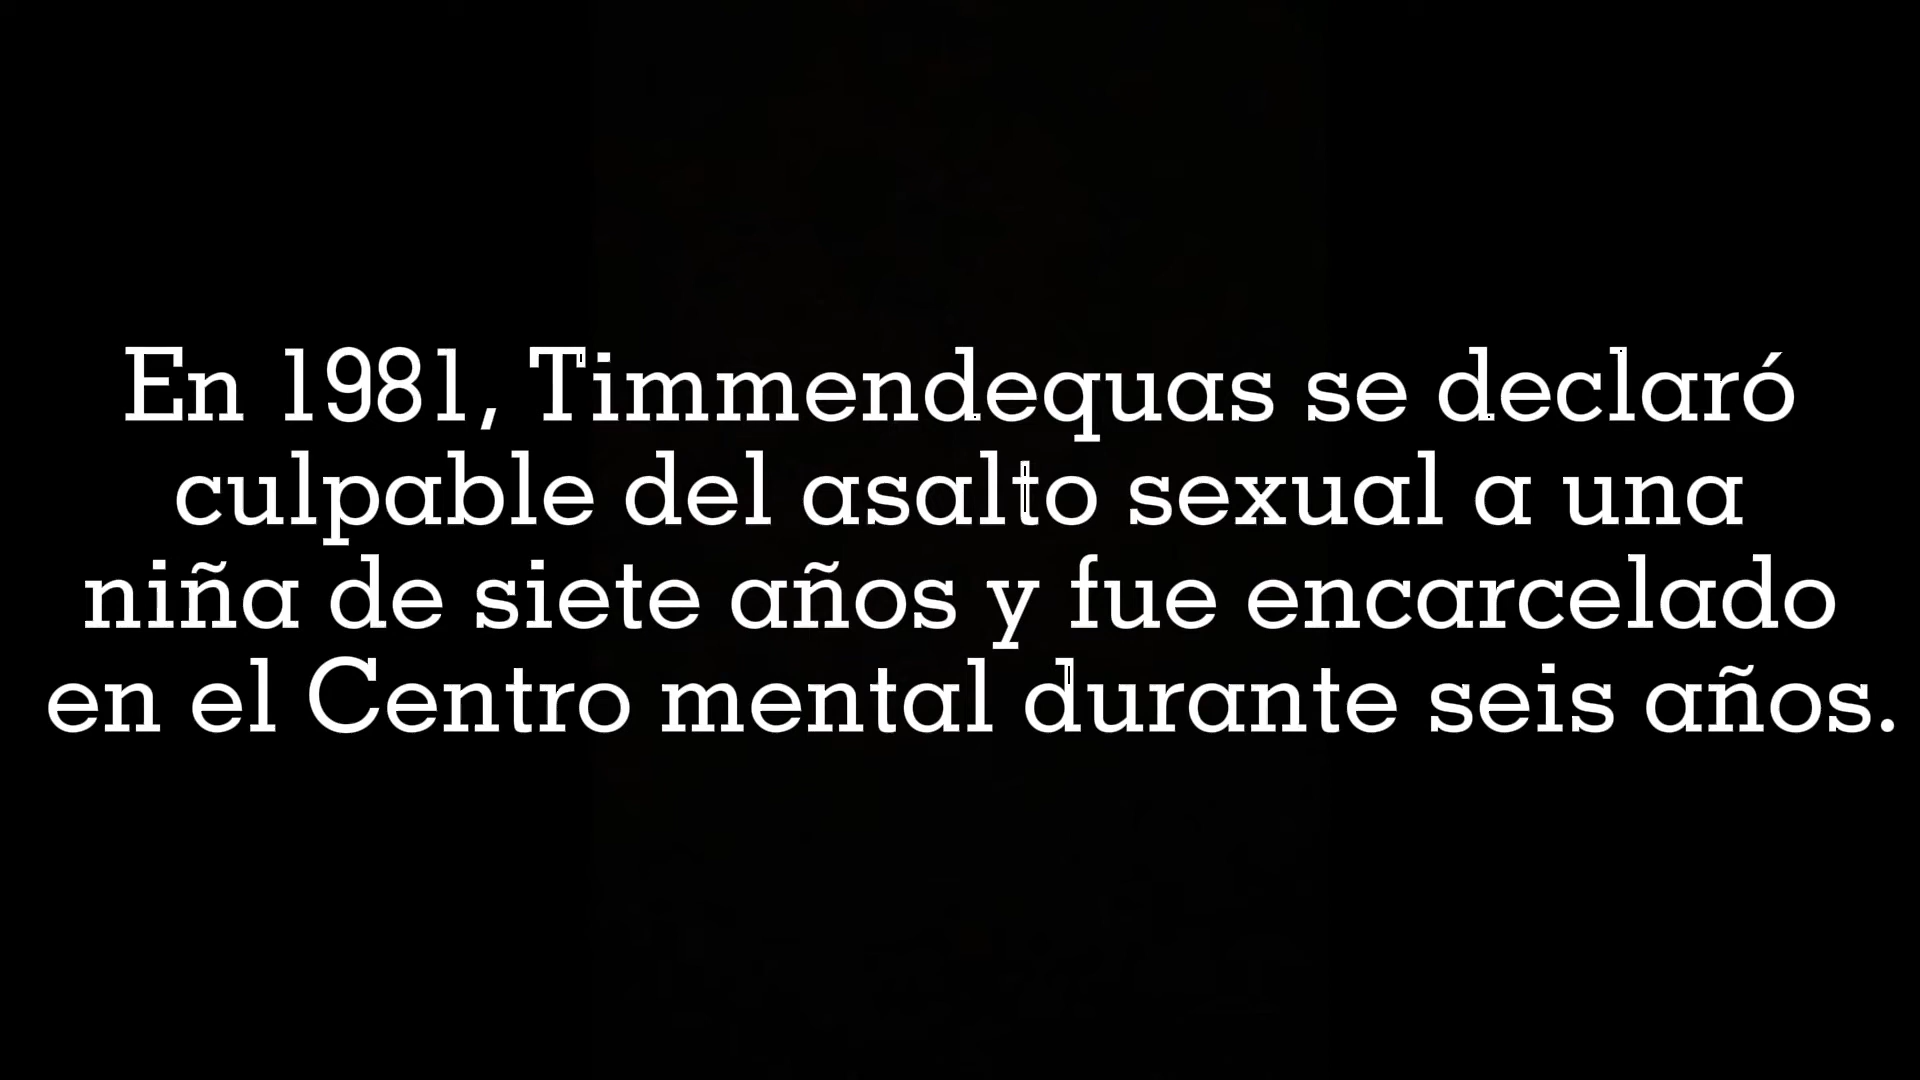 En 1981, Timmendequas se declaró
culpable del asalto sexual a una
niña de siete años y fue encarcelado
en el Centro mental durante seis años.